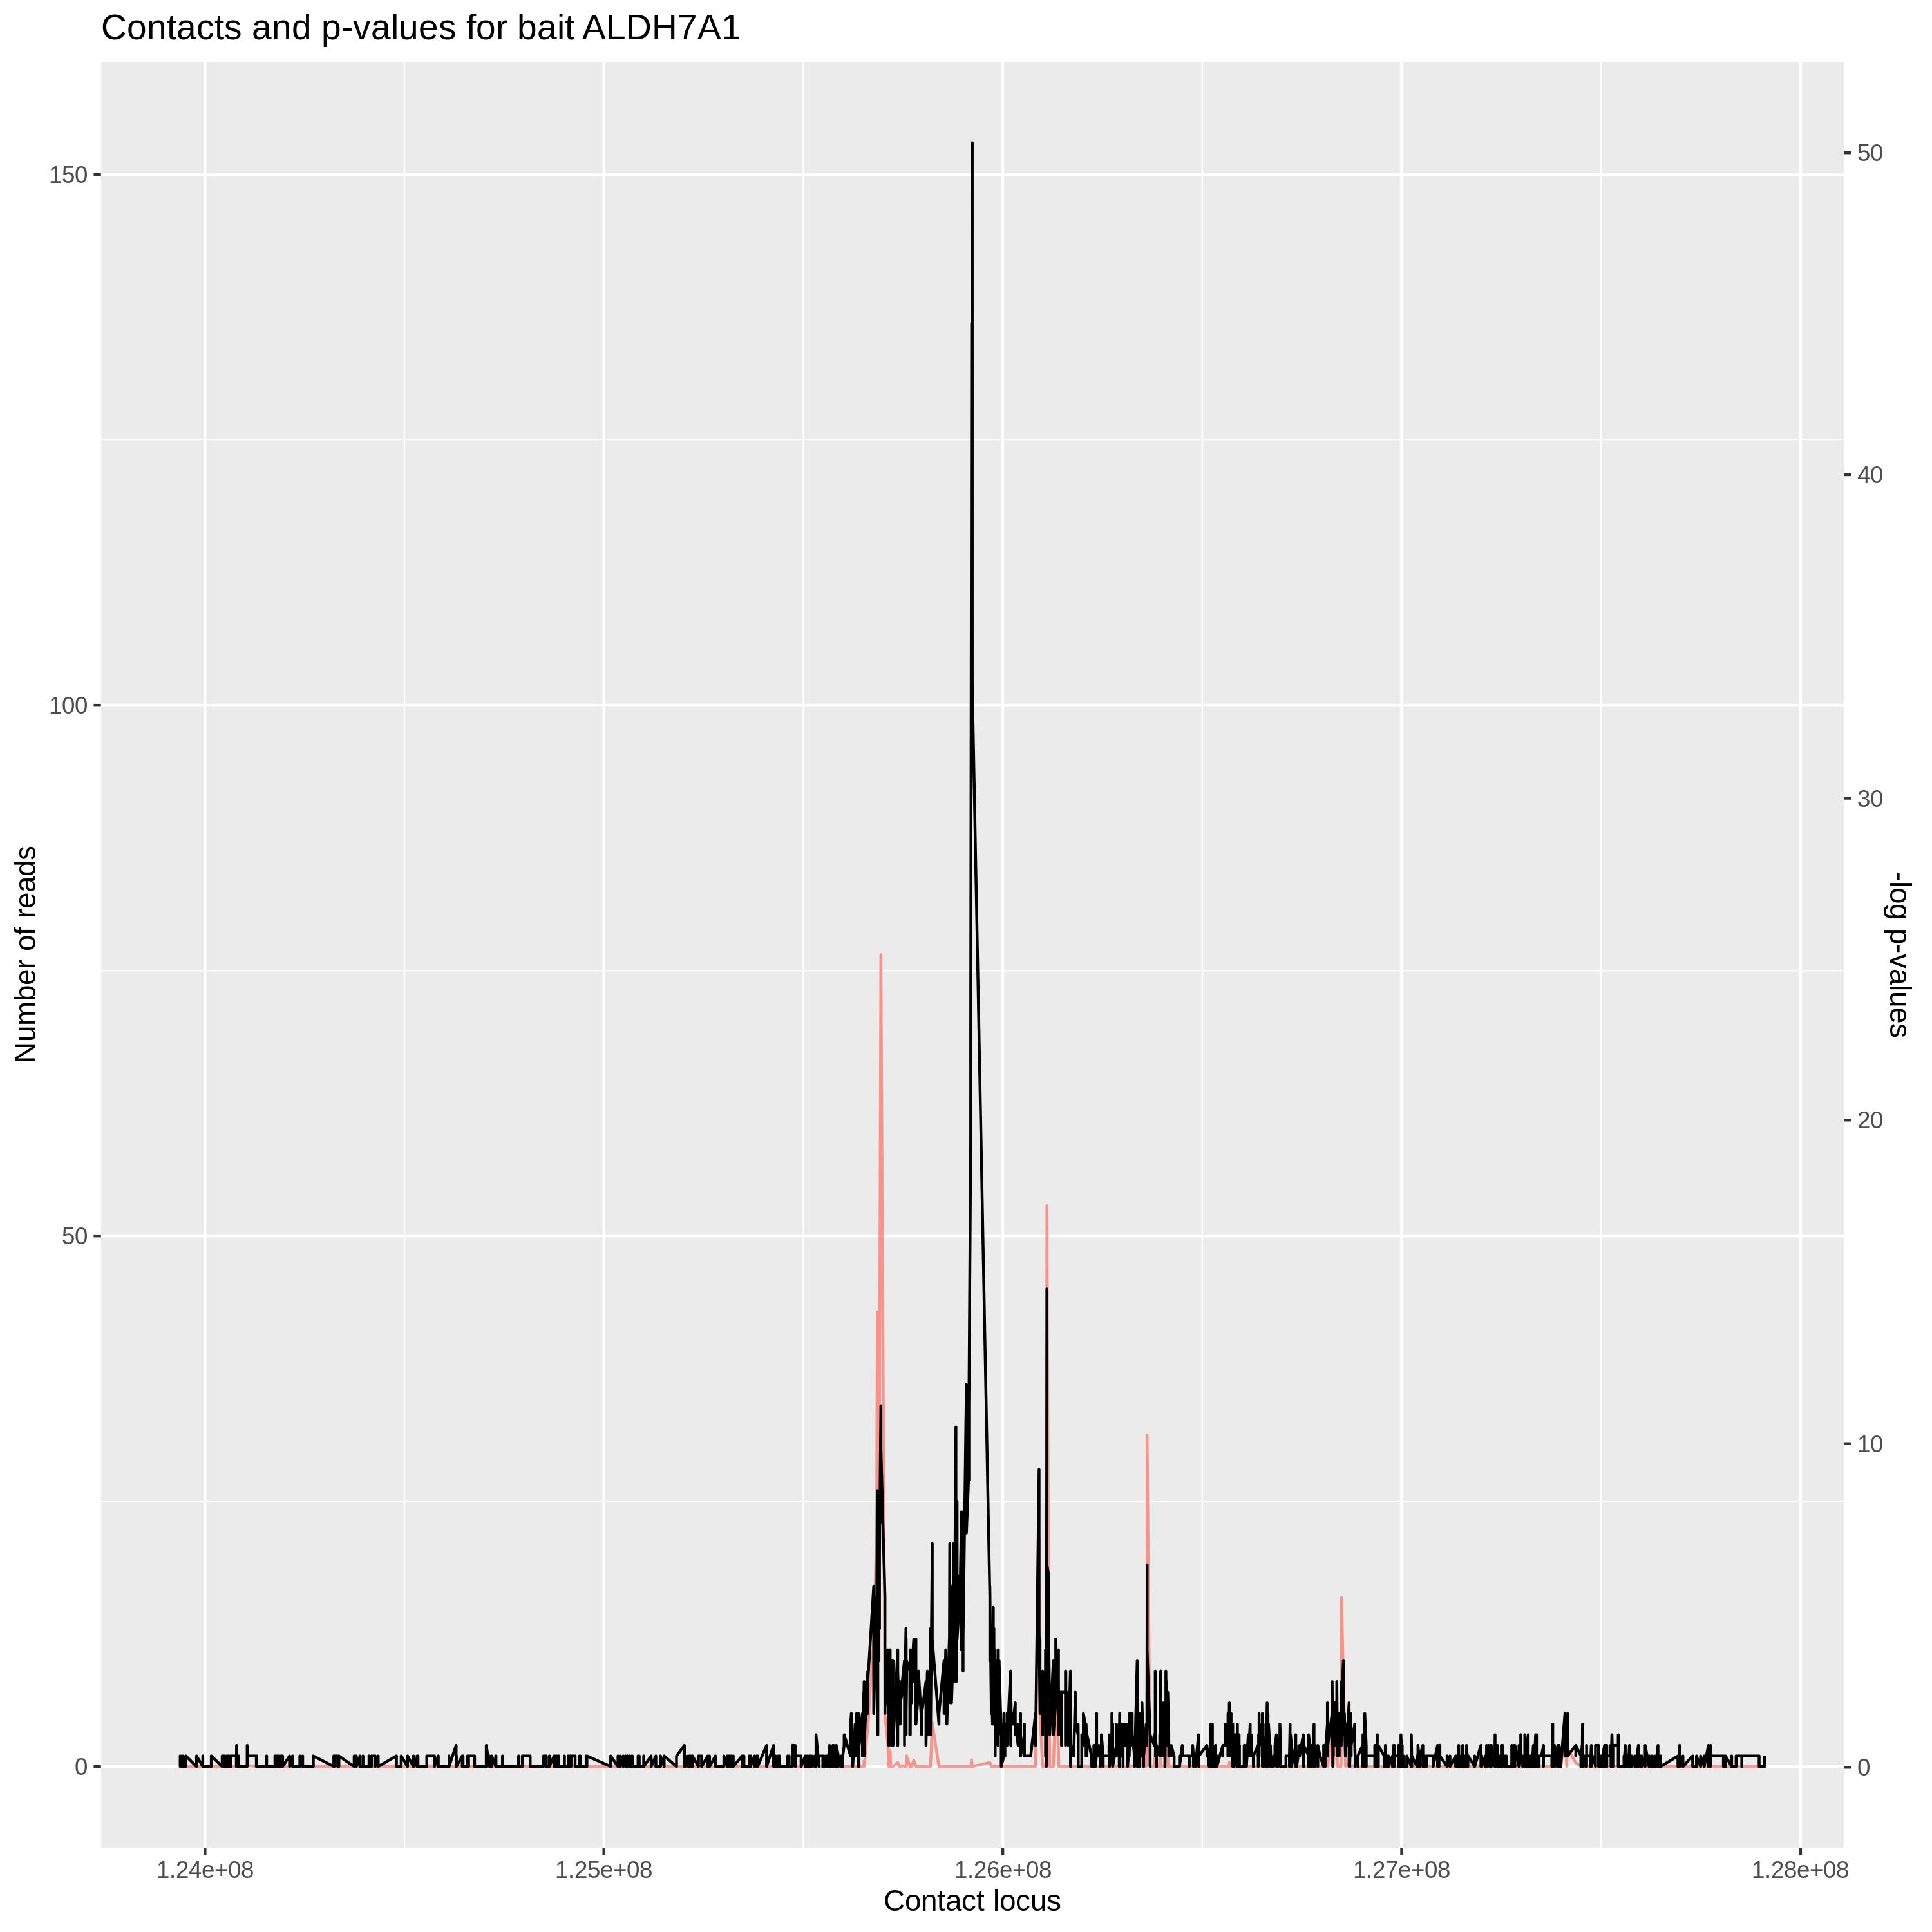 Contacts and p-values for bait ALDH7A1
150
100
50
0
Number of reads
50
40
30
20
10
0
-log p-values
1.24e+08
1.25e+08
1.26e+08
1.27e+08
1.28e+08
Contact locus